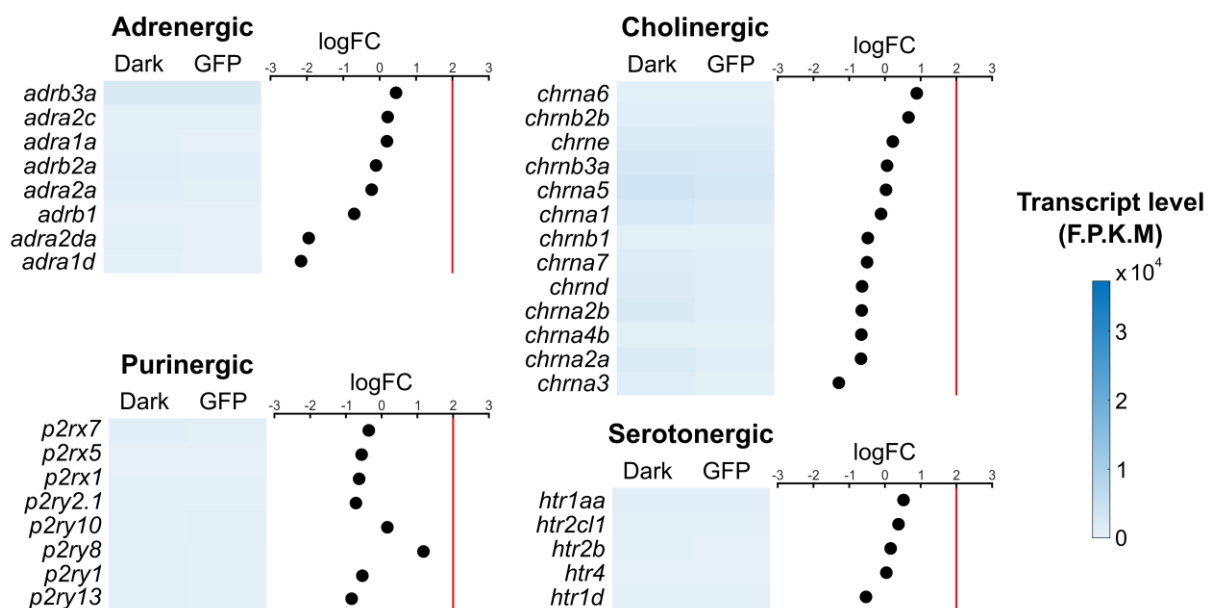 Adrenergic
logFC
Dark GFP
-3 -2 -1 0 1 2 3
adrb3a
adra2c
adra1a
adrb2a
adra2a
adrb1
adra2da
adra1d
Purinergic
logFC
Dark GFP
-3 -2 -1 0 1 2 3
p2rx7
p2rx5
p2rx1
p2ry2.1
p2ry10
p2ry8
p2ry1
p2ry13
Cholinergic
logFC
Dark GFP
-3 -2 -1 0 1 2 3
chrna6
chrnb2b
chrne
chrnb3a
chrna5
chrna1
chrnb1
chrna7
chrnd
chrna2b
chrna4b
chrna2a
chrna3
Serotonergic
logFC
Dark GFP
-3 -2 -1 0 1 2 3
htr1aa
htr2cl1
htr2b
htr4
htr1d
Transcript level
(F.P.K.M)
x 10⁴
3
2
1
0